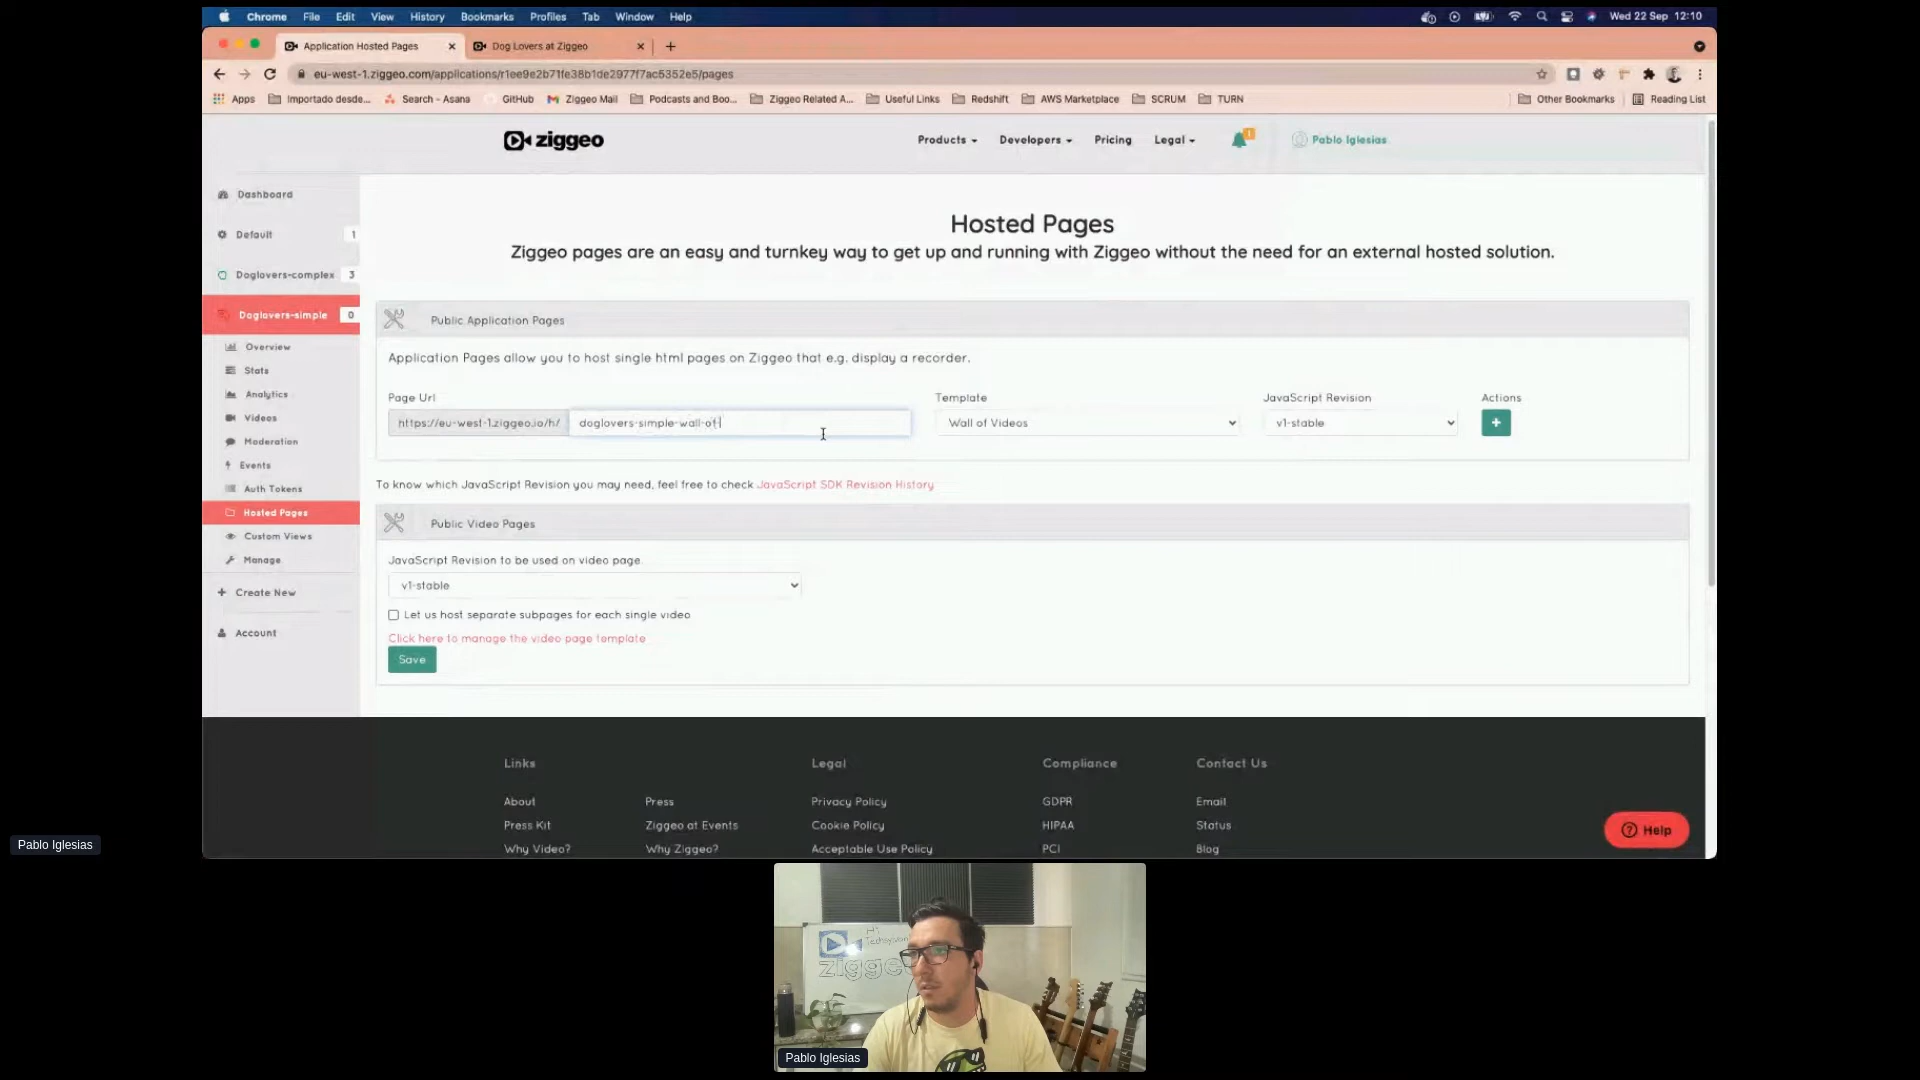 Chrome File Edit View History Bookmarks Profiles Tab Window Help Wed 22 Sep 12:10
Application Hosted Pages Dog Lovers at Ziggeo
eu-west-1.ziggeo.com/applications/r1ee9e2b71fe38b1de2977f7ac5352e5/pages
Apps Importado desde... Search - Asana GitHub Ziggeo Mail Podcasts and Boo... Ziggeo Related A... Useful Links Redshift AWS Marketplace SCRUM TURN Other Bookmarks Reading List
ziggeo Products Developers Pricing Legal Pablo Iglesias
Dashboard
Default 1
Doglovers-complex 3
Doglovers-simple 0
Overview
Stats
Analytics
Videos
Moderation
Events
Auth Tokens
Hosted Pages
Custom Views
Manage
Create New
Account
Hosted Pages
Ziggeo pages are an easy and turnkey way to get up and running with Ziggeo without the need for an external hosted solution.
Public Application Pages
Application Pages allow you to host single html pages on Ziggeo that e.g. display a recorder.
Page Url Template JavaScript Revision Actions
https://eu-west-1.ziggeo.io/h/ doglovers-simple-wall-of- Wall of Videos v1-stable +
To know which JavaScript Revision you may need, feel free to check JavaScript SDK Revision History
Public Video Pages
JavaScript Revision to be used on video page
v1-stable
Let us host separate subpages for each single video
Click here to manage the video page template
Save
Links Legal Compliance Contact Us
About Press Privacy Policy GDPR Email
Press Kit Ziggeo at Events Cookie Policy HIPAA Status
Why Video? Why Ziggeo? Acceptable Use Policy PCI Blog
Help
Pablo Iglesias
Hi
ziggeo
Pablo Iglesias